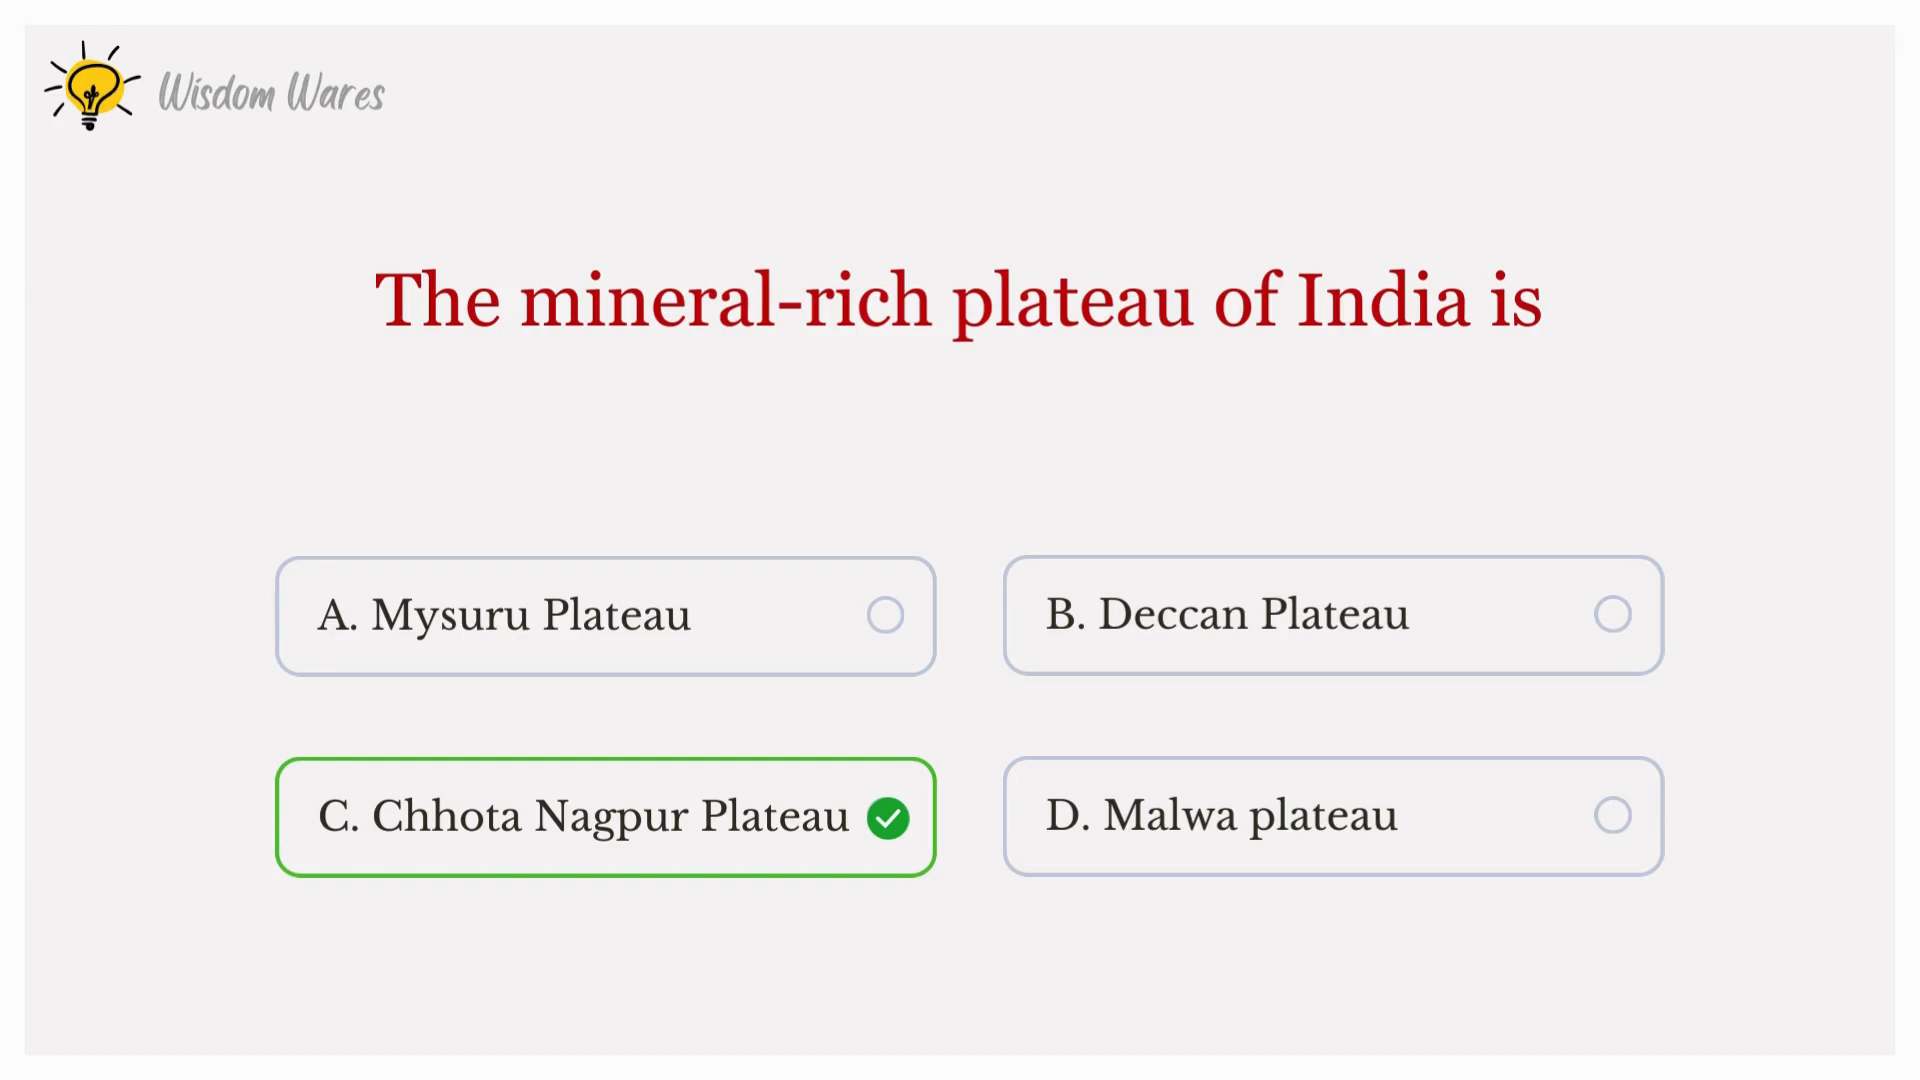 Wisdom Wares
The mineral-rich plateau of India is
A. Mysuru Plateau
B. Deccan Plateau
C. Chhota Nagpur Plateau
D. Malwa plateau